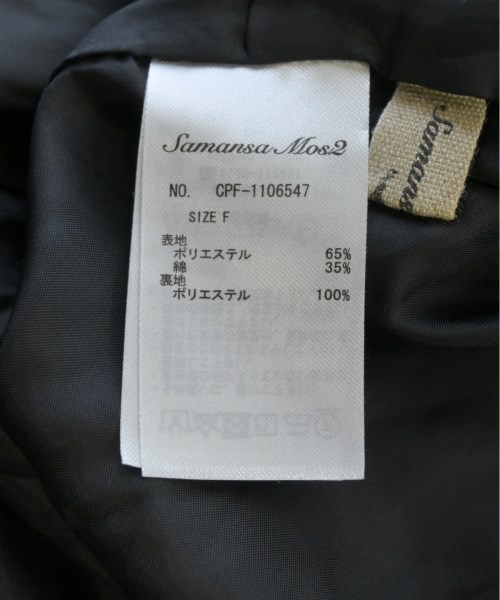 Samansa Mos2
NO. CPF-1106547
SIZE F
表地
ポリエステル 65%
綿 35%
裏地
ポリエステル 100%
Samans